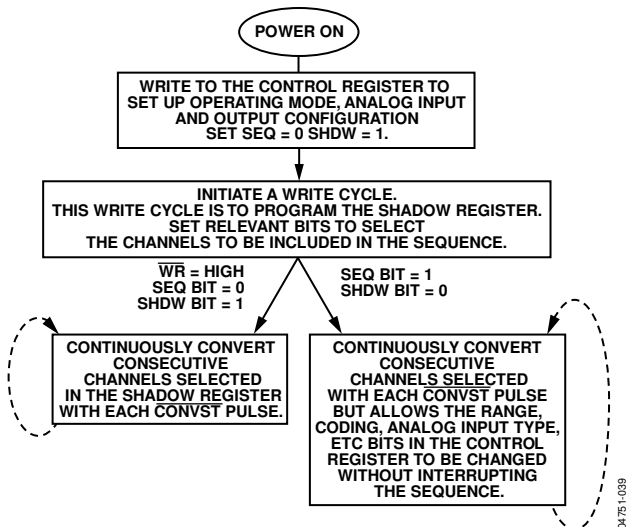 POWER ON
WRITE TO THE CONTROL REGISTER TO
SET UP OPERATING MODE, ANALOG INPUT
AND OUTPUT CONFIGURATION
SET SEQ = 0 SHDW = 1.
INITIATE A WRITE CYCLE.
THIS WRITE CYCLE IS TO PROGRAM THE SHADOW REGISTER.
SET RELEVANT BITS TO SELECT
THE CHANNELS TO BE INCLUDED IN THE SEQUENCE.
W̅R̅ = HIGH
SEQ BIT = 0
SHDW BIT = 1
SEQ BIT = 1
SHDW BIT = 0
CONTINUOUSLY CONVERT
CONSECUTIVE
CHANNELS SELECTED
IN THE SHADOW REGISTER
WITH EACH C̅O̅N̅V̅S̅T̅ PULSE.
CONTINUOUSLY CONVERT
CONSECUTIVE
CHANNELS SELECTED
WITH EACH C̅O̅N̅V̅S̅T̅ PULSE
BUT ALLOWS THE RANGE,
CODING, ANALOG INPUT TYPE,
ETC BITS IN THE CONTROL
REGISTER TO BE CHANGED
WITHOUT INTERRUPTING
THE SEQUENCE.
04751-039